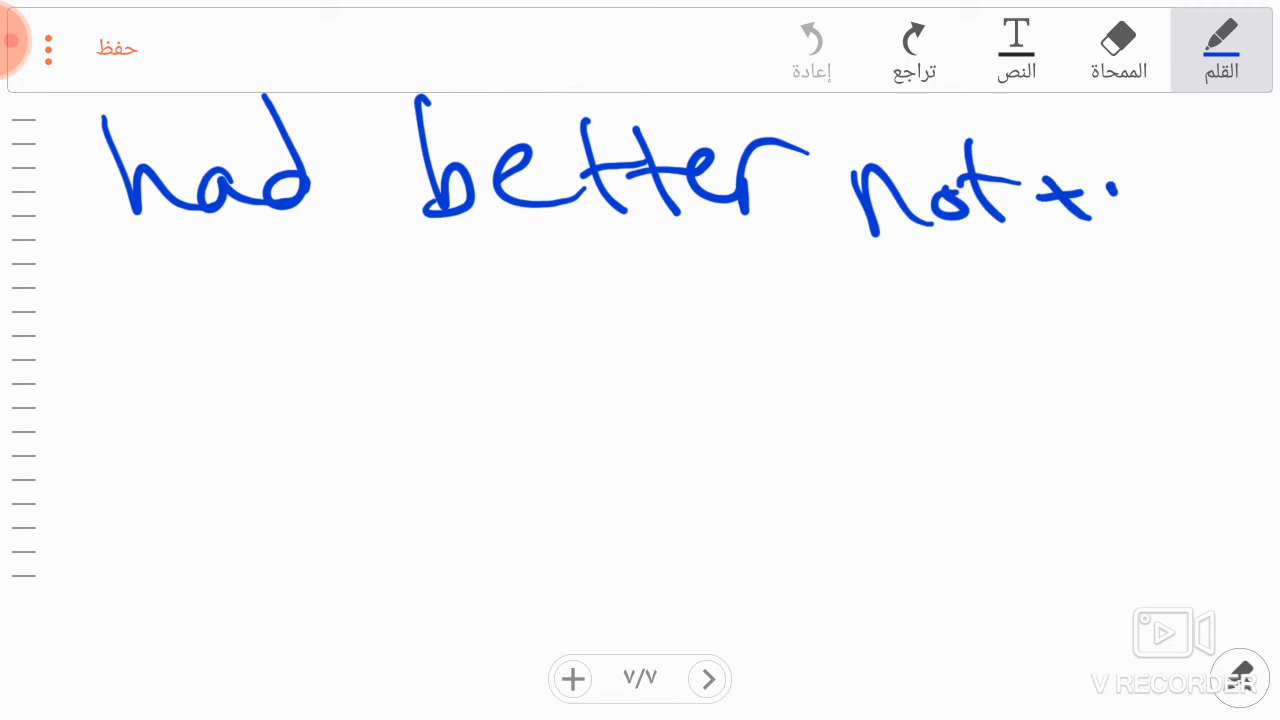 حفظ إعادة تراجع النص الممحاة القلم
had better not + .
٧/٧
V RECORDER